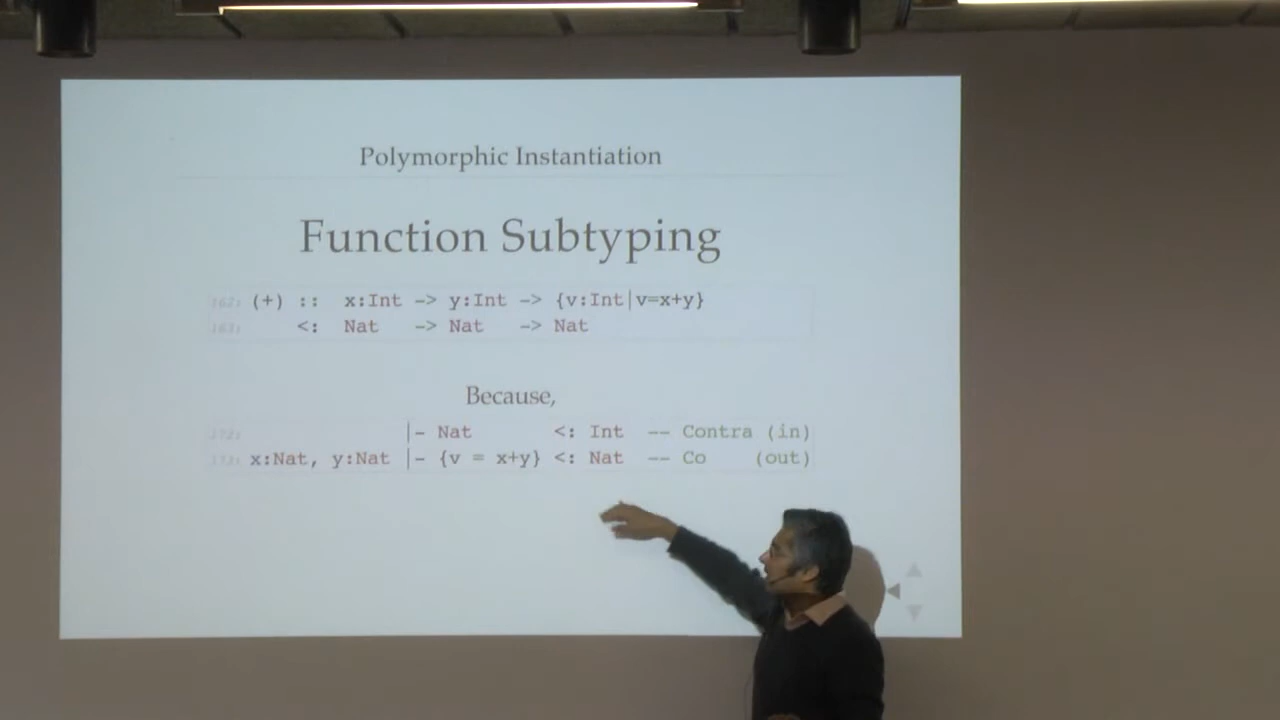 Polymorphic Instantiation
Function Subtyping
(+) :: x:Int -> y:Int -> {v:Int|v=x+y}
<: Nat -> Nat -> Nat
Because,
|- Nat <: Int -- Contra (in)
x:Nat, y:Nat |- {v = x+y} <: Nat -- Co (out)